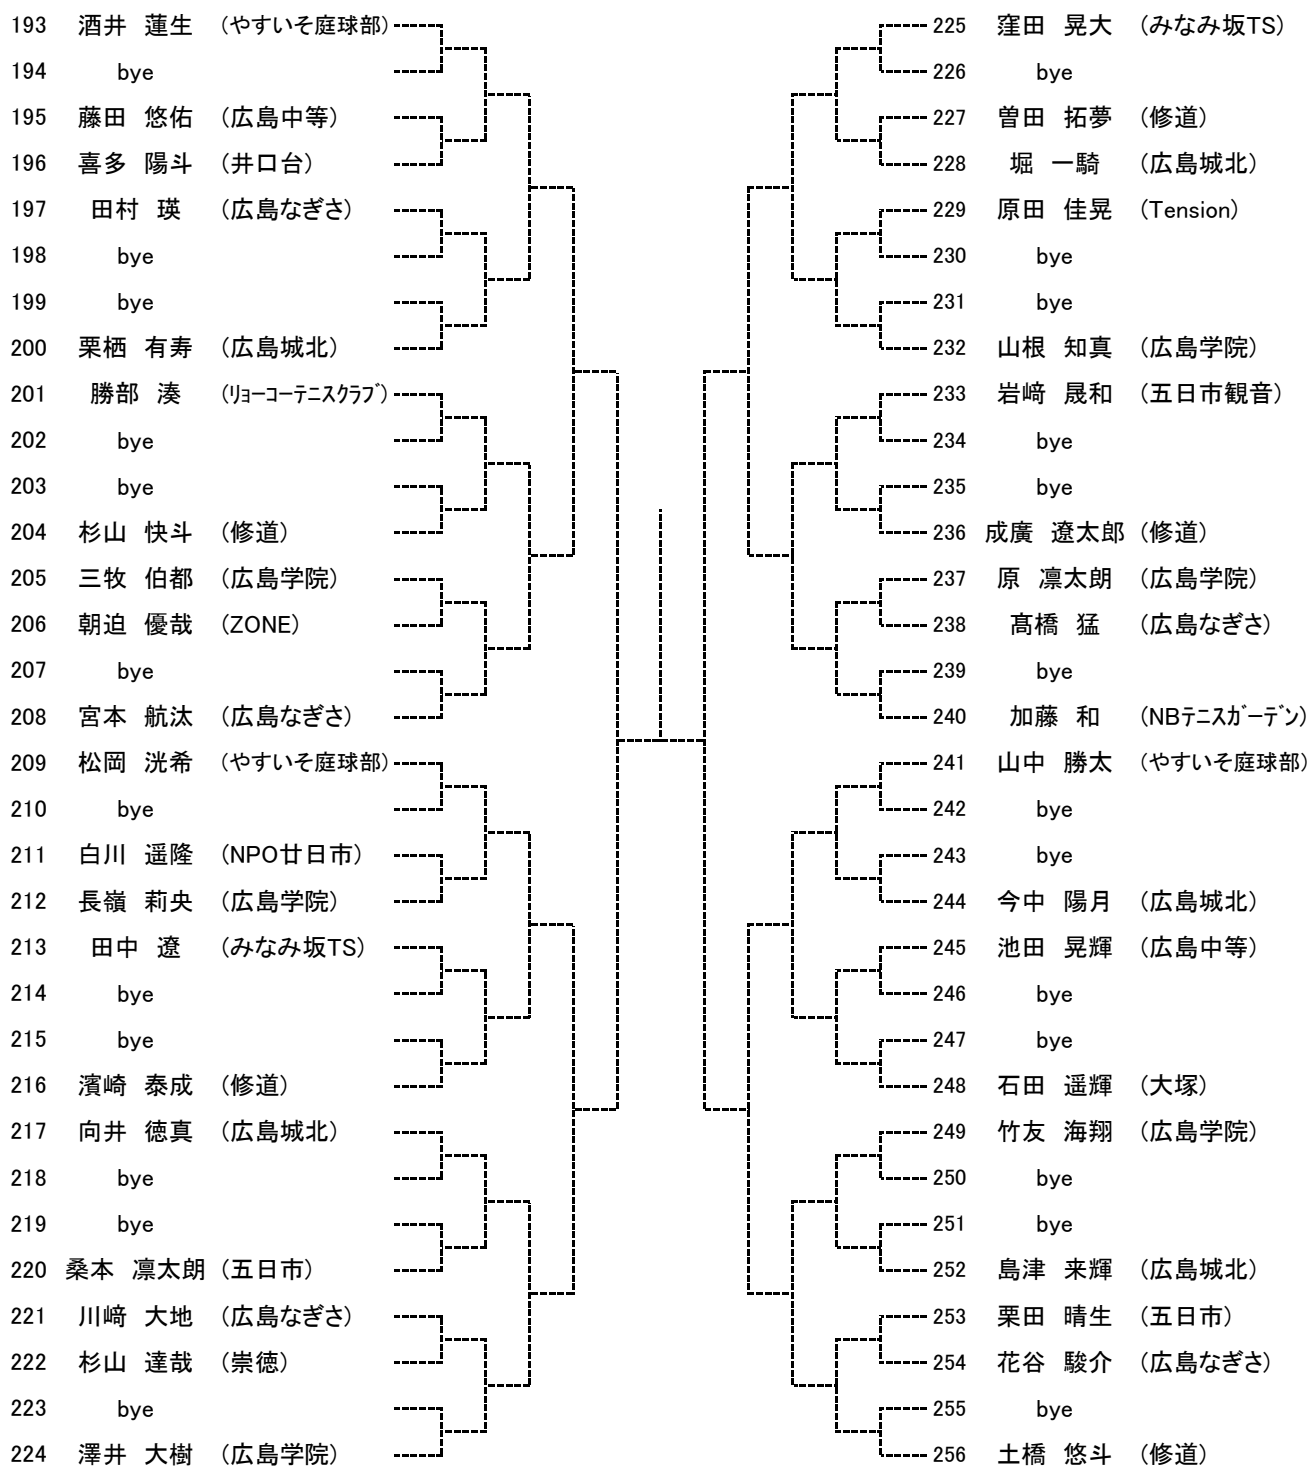 193 酒井 蓮生 (やすいそ庭球部)
194 bye
195 藤田 悠佑 (広島中等)
196 喜多 陽斗 (井口台)
197 田村 瑛 (広島なぎさ)
198 bye
199 bye
200 栗栖 有寿 (広島城北)
201 勝部 湊 (ﾘｮｰｺｰﾃﾆｽｸﾗﾌﾞ)
202 bye
203 bye
204 杉山 快斗 (修道)
205 三牧 伯都 (広島学院)
206 朝迫 優哉 (ZONE)
207 bye
208 宮本 航汰 (広島なぎさ)
209 松岡 洸希 (やすいそ庭球部)
210 bye
211 白川 遥隆 (NPO廿日市)
212 長嶺 莉央 (広島学院)
213 田中 遼 (みなみ坂TS)
214 bye
215 bye
216 濱崎 泰成 (修道)
217 向井 徳真 (広島城北)
218 bye
219 bye
220 桑本 凛太朗 (五日市)
221 川﨑 大地 (広島なぎさ)
222 杉山 達哉 (崇徳)
223 bye
224 澤井 大樹 (広島学院)
225 窪田 晃大 (みなみ坂TS)
226 bye
227 曽田 拓夢 (修道)
228 堀 一騎 (広島城北)
229 原田 佳晃 (Tension)
230 bye
231 bye
232 山根 知真 (広島学院)
233 岩﨑 晟和 (五日市観音)
234 bye
235 bye
236 成廣 遼太郎 (修道)
237 原 凛太朗 (広島学院)
238 髙橋 猛 (広島なぎさ)
239 bye
240 加藤 和 (NBﾃﾆｽｶﾞｰﾃﾞﾝ)
241 山中 勝太 (やすいそ庭球部)
242 bye
243 bye
244 今中 陽月 (広島城北)
245 池田 晃輝 (広島中等)
246 bye
247 bye
248 石田 遥輝 (大塚)
249 竹友 海翔 (広島学院)
250 bye
251 bye
252 島津 来輝 (広島城北)
253 栗田 晴生 (五日市)
254 花谷 駿介 (広島なぎさ)
255 bye
256 土橋 悠斗 (修道)